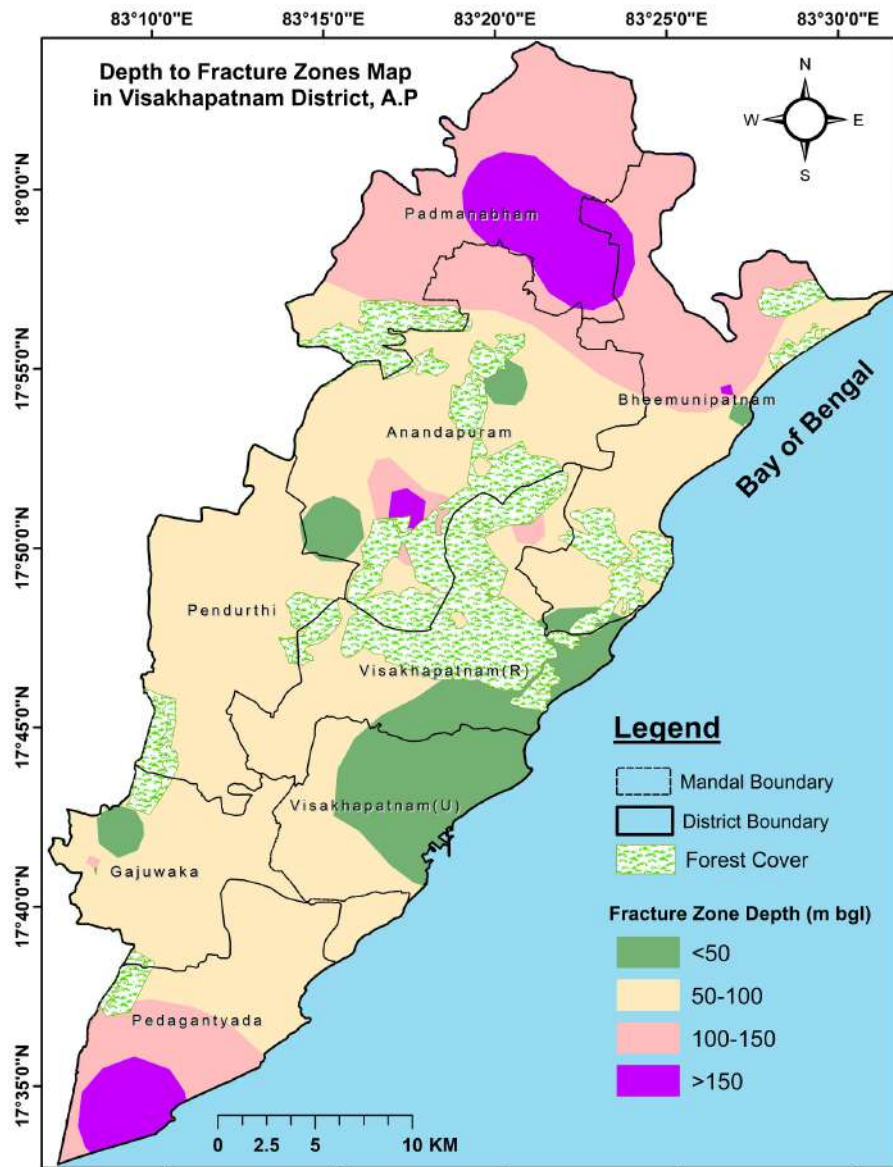 83°10'0"E 83°15'0"E 83°20'0"E 83°25'0"E 83°30'0"E
Depth to Fracture Zones Map
in Visakhapatnam District, A.P
N
W E
S
18°0'0"N
17°55'0"N
17°50'0"N
17°45'0"N
17°40'0"N
17°35'0"N
Padmanabham
Bheemunipatnam
Anandapuram
Bay of Bengal
Pendurthi
Visakhapatnam(R)
Visakhapatnam(U)
Gajuwaka
Pedagantyada
Legend
Mandal Boundary
District Boundary
Forest Cover
Fracture Zone Depth (m bgl)
<50
50-100
100-150
>150
0 2.5 5 10 KM